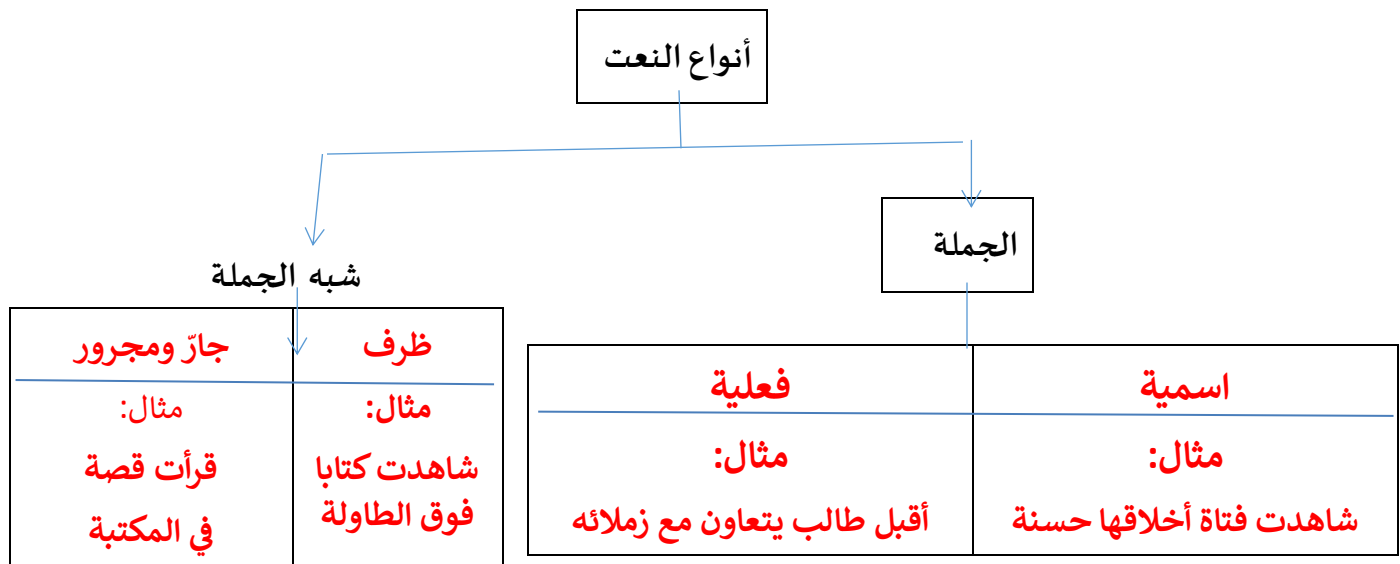 أنواع النعت
الجملة
شبه الجملة
اسمية
فعلية
مثال:
مثال:
شاهدت فتاة أخلاقها حسنة
أقبل طالب يتعاون مع زملائه
ظرف
جارّ ومجرور
مثال:
مثال:
شاهدت كتابا
فوق الطاولة
قرأت قصة
في المكتبة